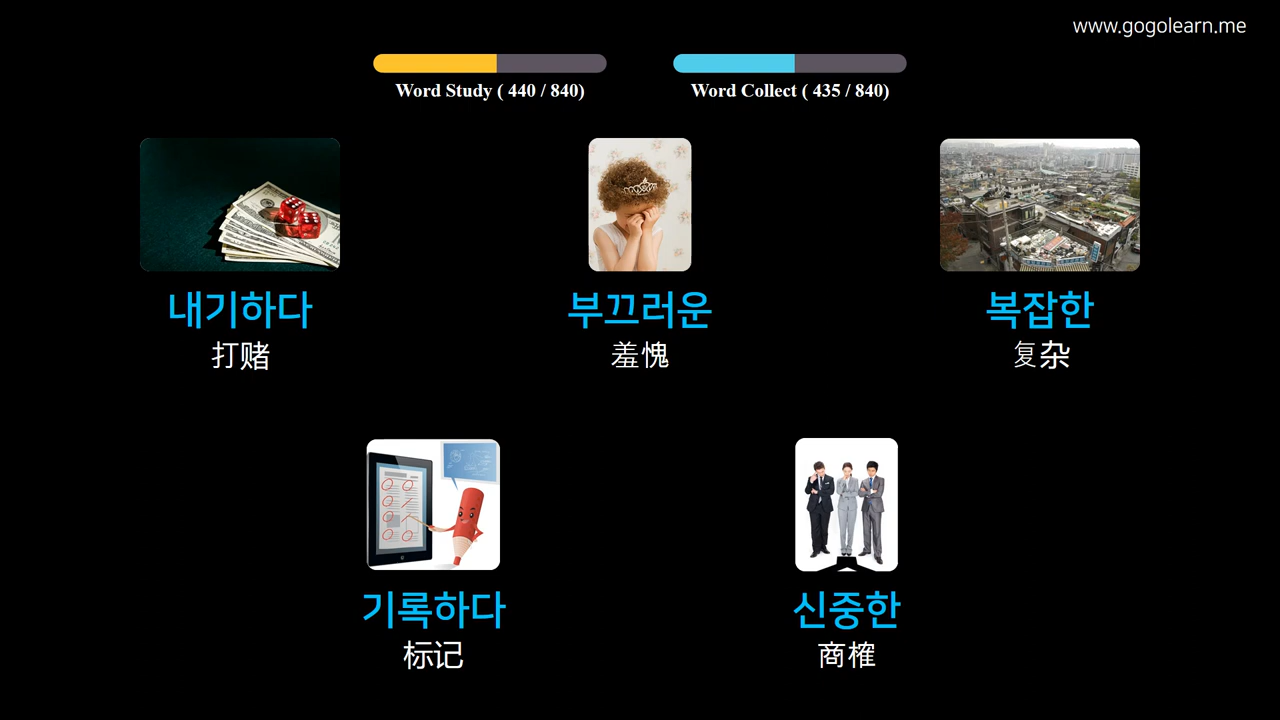 www.gogolearn.me
Word Study ( 440 / 840)
Word Collect ( 435 / 840)
내기하다
打赌
부끄러운
羞愧
복잡한
复杂
기록하다
标记
신중한
商榷